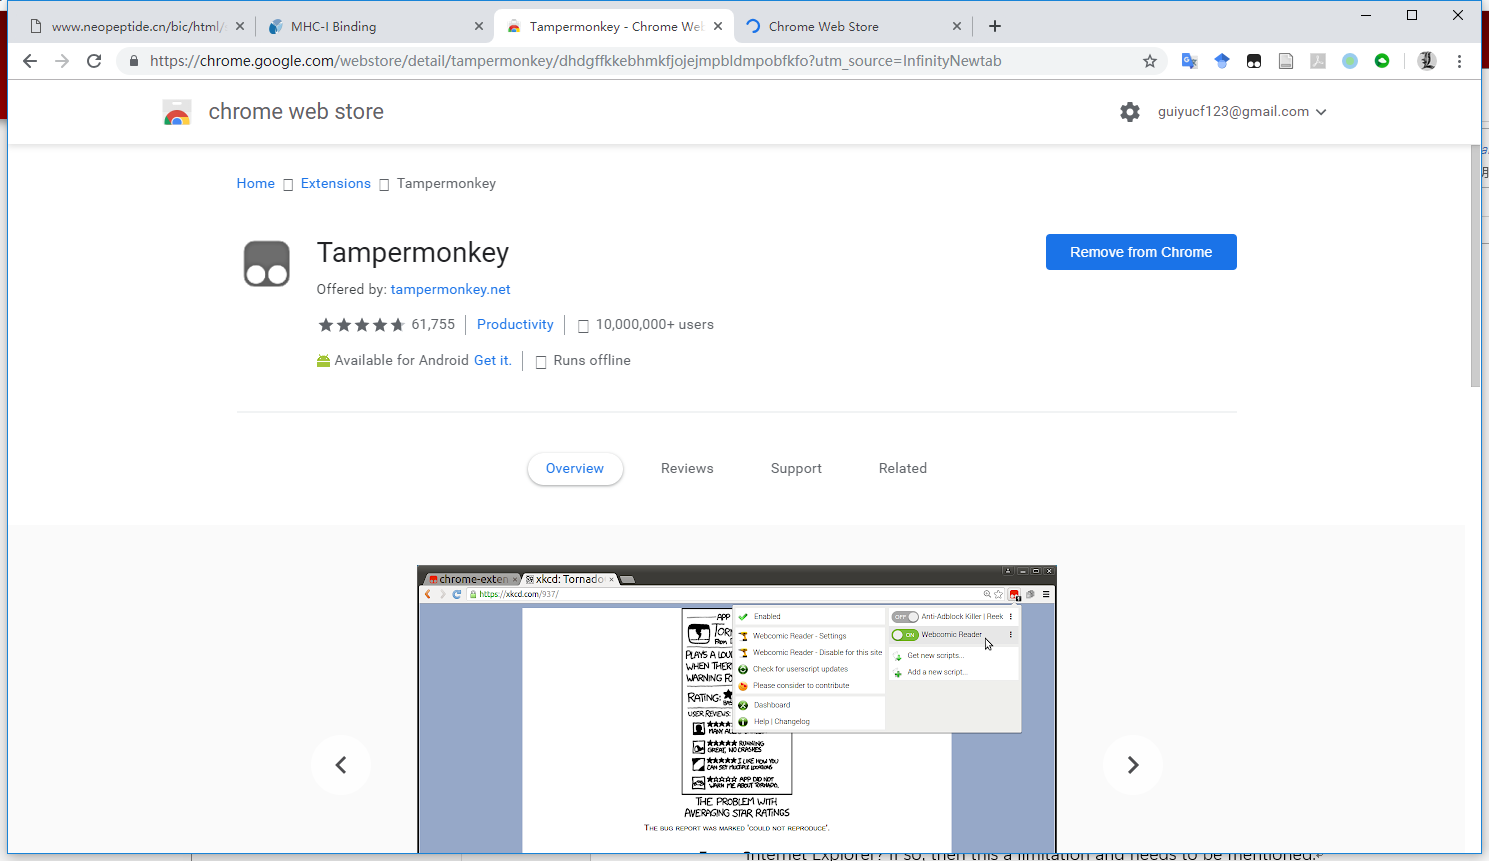 www.neopeptide.cn/bic/html/
MHC-I Binding
Tampermonkey - Chrome Web
Chrome Web Store
https://chrome.google.com/webstore/detail/tampermonkey/dhdgffkkebhmkfjojejmpbldmpobfkfo?utm_source=InfinityNewtab
chrome web store
guiyucf123@gmail.com
Home Extensions Tampermonkey
Tampermonkey
Remove from Chrome
Offered by: tampermonkey.net
61,755 Productivity 10,000,000+ users
Available for Android Get it. Runs offline
Overview Reviews Support Related
chrome-exten
xkcd: Tornado
https://xkcd.com/937/
APP
TOR
PLAYS A LOU
WHEN THER
WARNING FO
RATING:
USER REVIEWS:
RUNNING
GREAT, NO CRASHES
I LIKE HOW YOU
CAN SET MULTIPLE LOCATIONS
APP DID NOT
WARN ME ABOUT TORNADO.
THE PROBLEM WITH
AVERAGING STAR RATINGS
THE BUG REPORT WAS MARKED 'COULD NOT REPRODUCE'.
Enabled
Webcomic Reader - Settings
Webcomic Reader - Disable for this site
Check for userscript updates
Please consider to contribute
Dashboard
Help | Changelog
OFF Anti-Adblock Killer | Reek
ON Webcomic Reader
Get new scripts...
Add a new script...
Internet Explorer? If so, then this a limitation and needs to be mentioned.